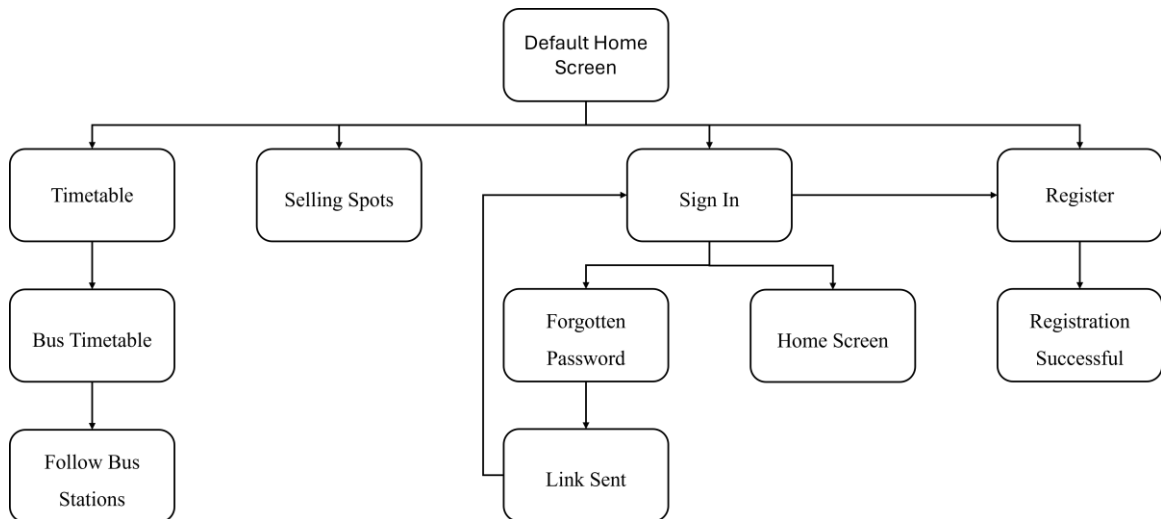 Default Home
Screen
Timetable
Selling Spots
Sign In
Register
Bus Timetable
Forgotten
Password
Home Screen
Registration
Successful
Follow Bus
Stations
Link Sent